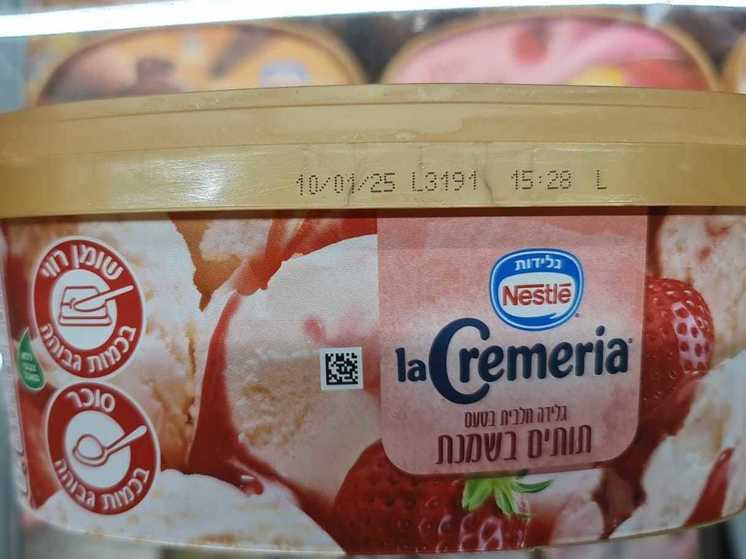 10/01/25 L3191 15:28 L
שומן רווי
בכמות גבוהה
סוכר
בכמות גבוהה
גלידות
Nestlé
la Cremeria
גלידה חלבית בטעם
תותים בשמנת